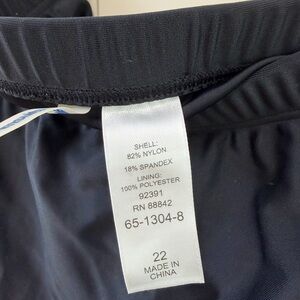 SHELL:
82% NYLON
18% SPANDEX
LINING:
100% POLYESTER
92391
RN 88842
65-1304-8
22
MADE IN
CHINA